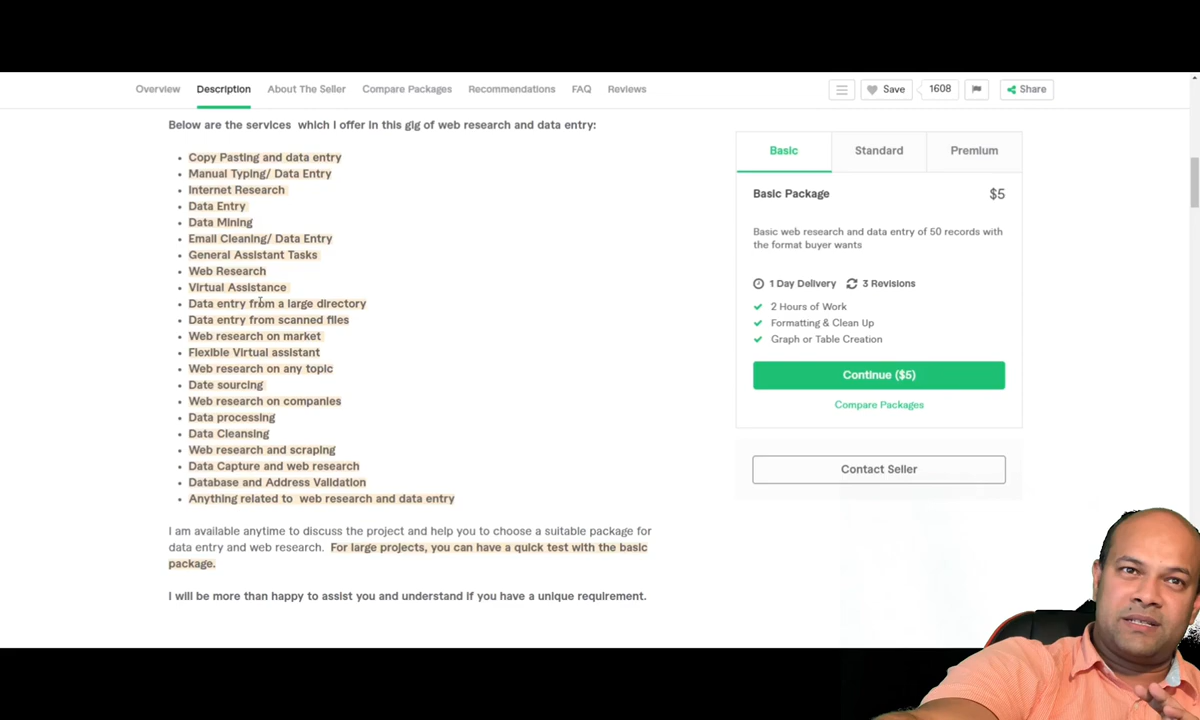 Overview Description About The Seller Compare Packages Recommendations FAQ Reviews Save 1608 Share
Below are the services which I offer in this gig of web research and data entry:
Copy Pasting and data entry
Manual Typing/ Data Entry
Internet Research
Data Entry
Data Mining
Email Cleaning/ Data Entry
General Assistant Tasks
Web Research
Virtual Assistance
Data entry from a large directory
Data entry from scanned files
Web research on market
Flexible Virtual assistant
Web research on any topic
Date sourcing
Web research on companies
Data processing
Data Cleansing
Web research and scraping
Data Capture and web research
Database and Address Validation
Anything related to web research and data entry
I am available anytime to discuss the project and help you to choose a suitable package for
data entry and web research. For large projects, you can have a quick test with the basic
package.
I will be more than happy to assist you and understand if you have a unique requirement.
Basic Standard Premium
Basic Package $5
Basic web research and data entry of 50 records with
the format buyer wants
1 Day Delivery 3 Revisions
2 Hours of Work
Formatting & Clean Up
Graph or Table Creation
Continue ($5)
Compare Packages
Contact Seller